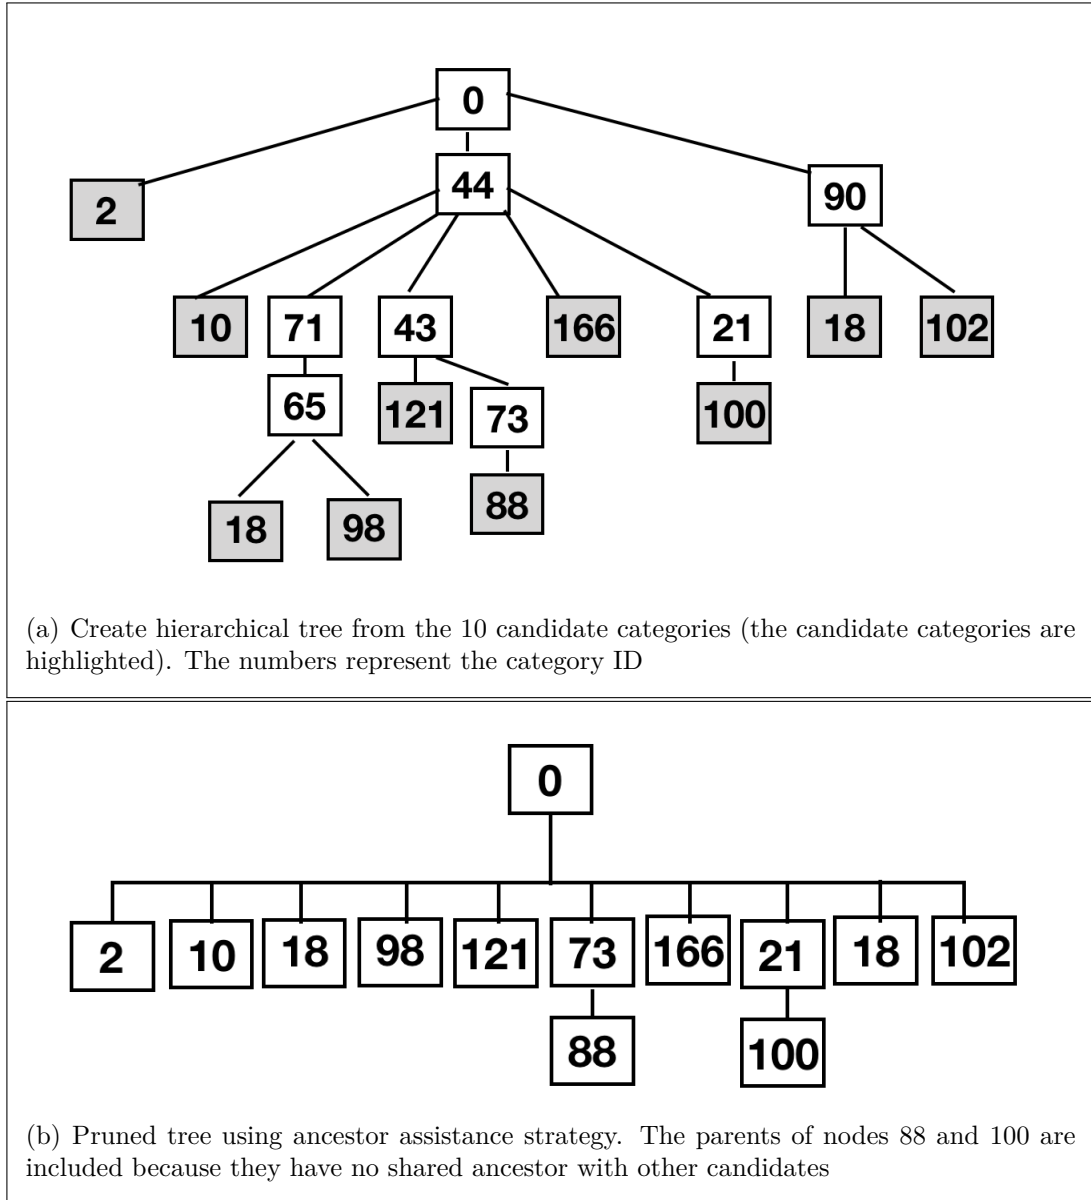 0
44
90
2
10 71 43 166 21 18 102
65 121 73 100
18 98 88
(a) Create hierarchical tree from the 10 candidate categories (the candidate categories are
highlighted). The numbers represent the category ID
0
2 10 18 98 121 73 166 21 18 102
88 100
(b) Pruned tree using ancestor assistance strategy. The parents of nodes 88 and 100 are
included because they have no shared ancestor with other candidates